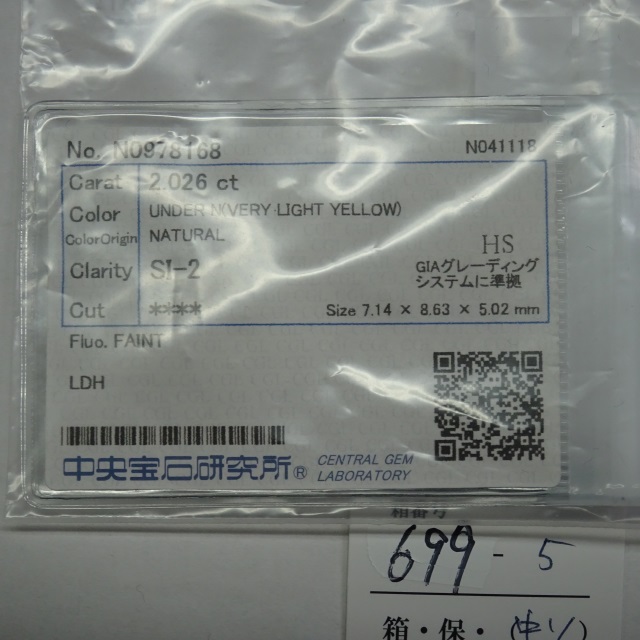 No. N0978168 N041118
Carat 2.026 ct
Color UNDER N(VERY LIGHT YELLOW)
ColorOrigin NATURAL
HS
Clarity SI-2 GIAグレーディング
システムに準拠
Cut **** Size 7.14 × 8.63 × 5.02 mm
Fluo. FAINT
LDH
中央宝石研究所® CENTRAL GEM
LABORATORY
699-5
箱・保・